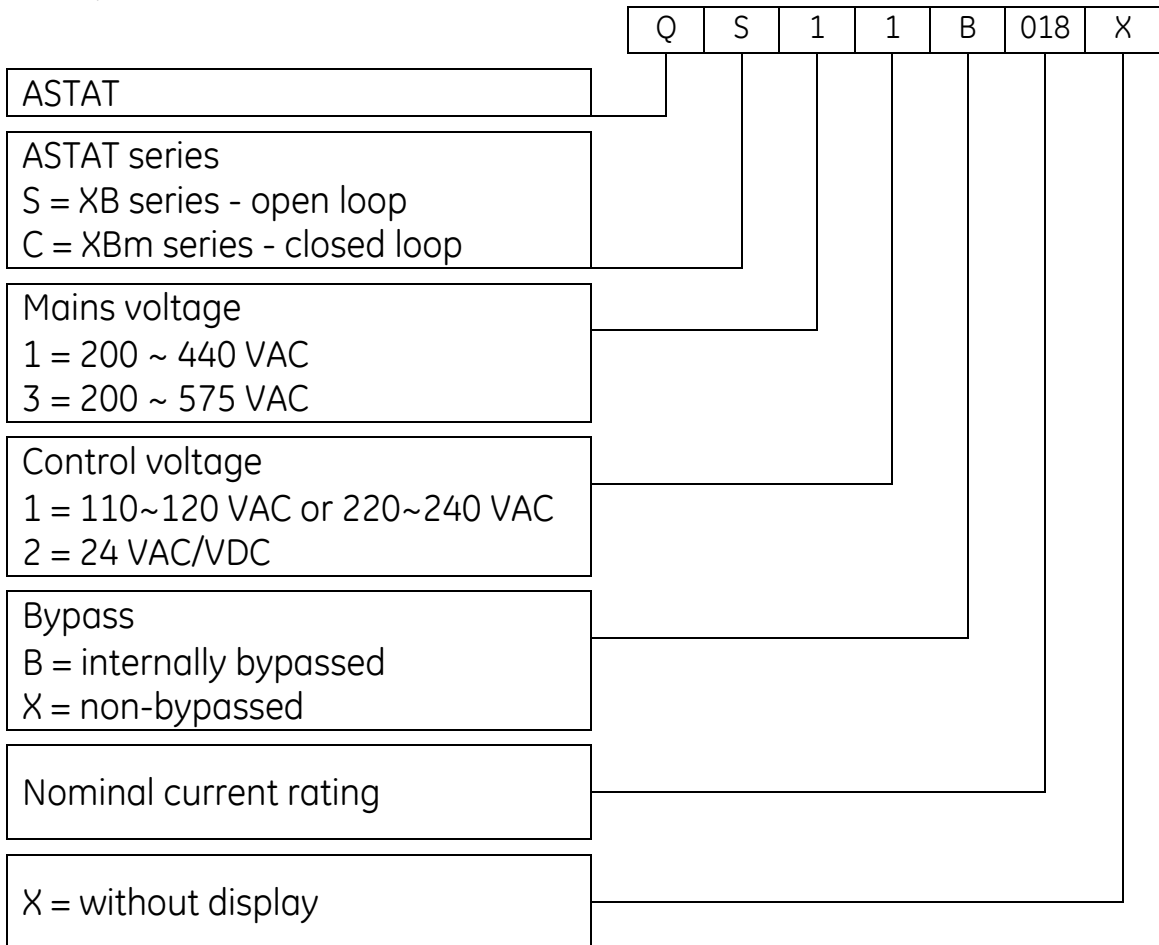 Q S 1 1 B 018 X
ASTAT
ASTAT series
S = XB series - open loop
C = XBm series - closed loop
Mains voltage
1 = 200 ~ 440 VAC
3 = 200 ~ 575 VAC
Control voltage
1 = 110~120 VAC or 220~240 VAC
2 = 24 VAC/VDC
Bypass
B = internally bypassed
X = non-bypassed
Nominal current rating
X = without display